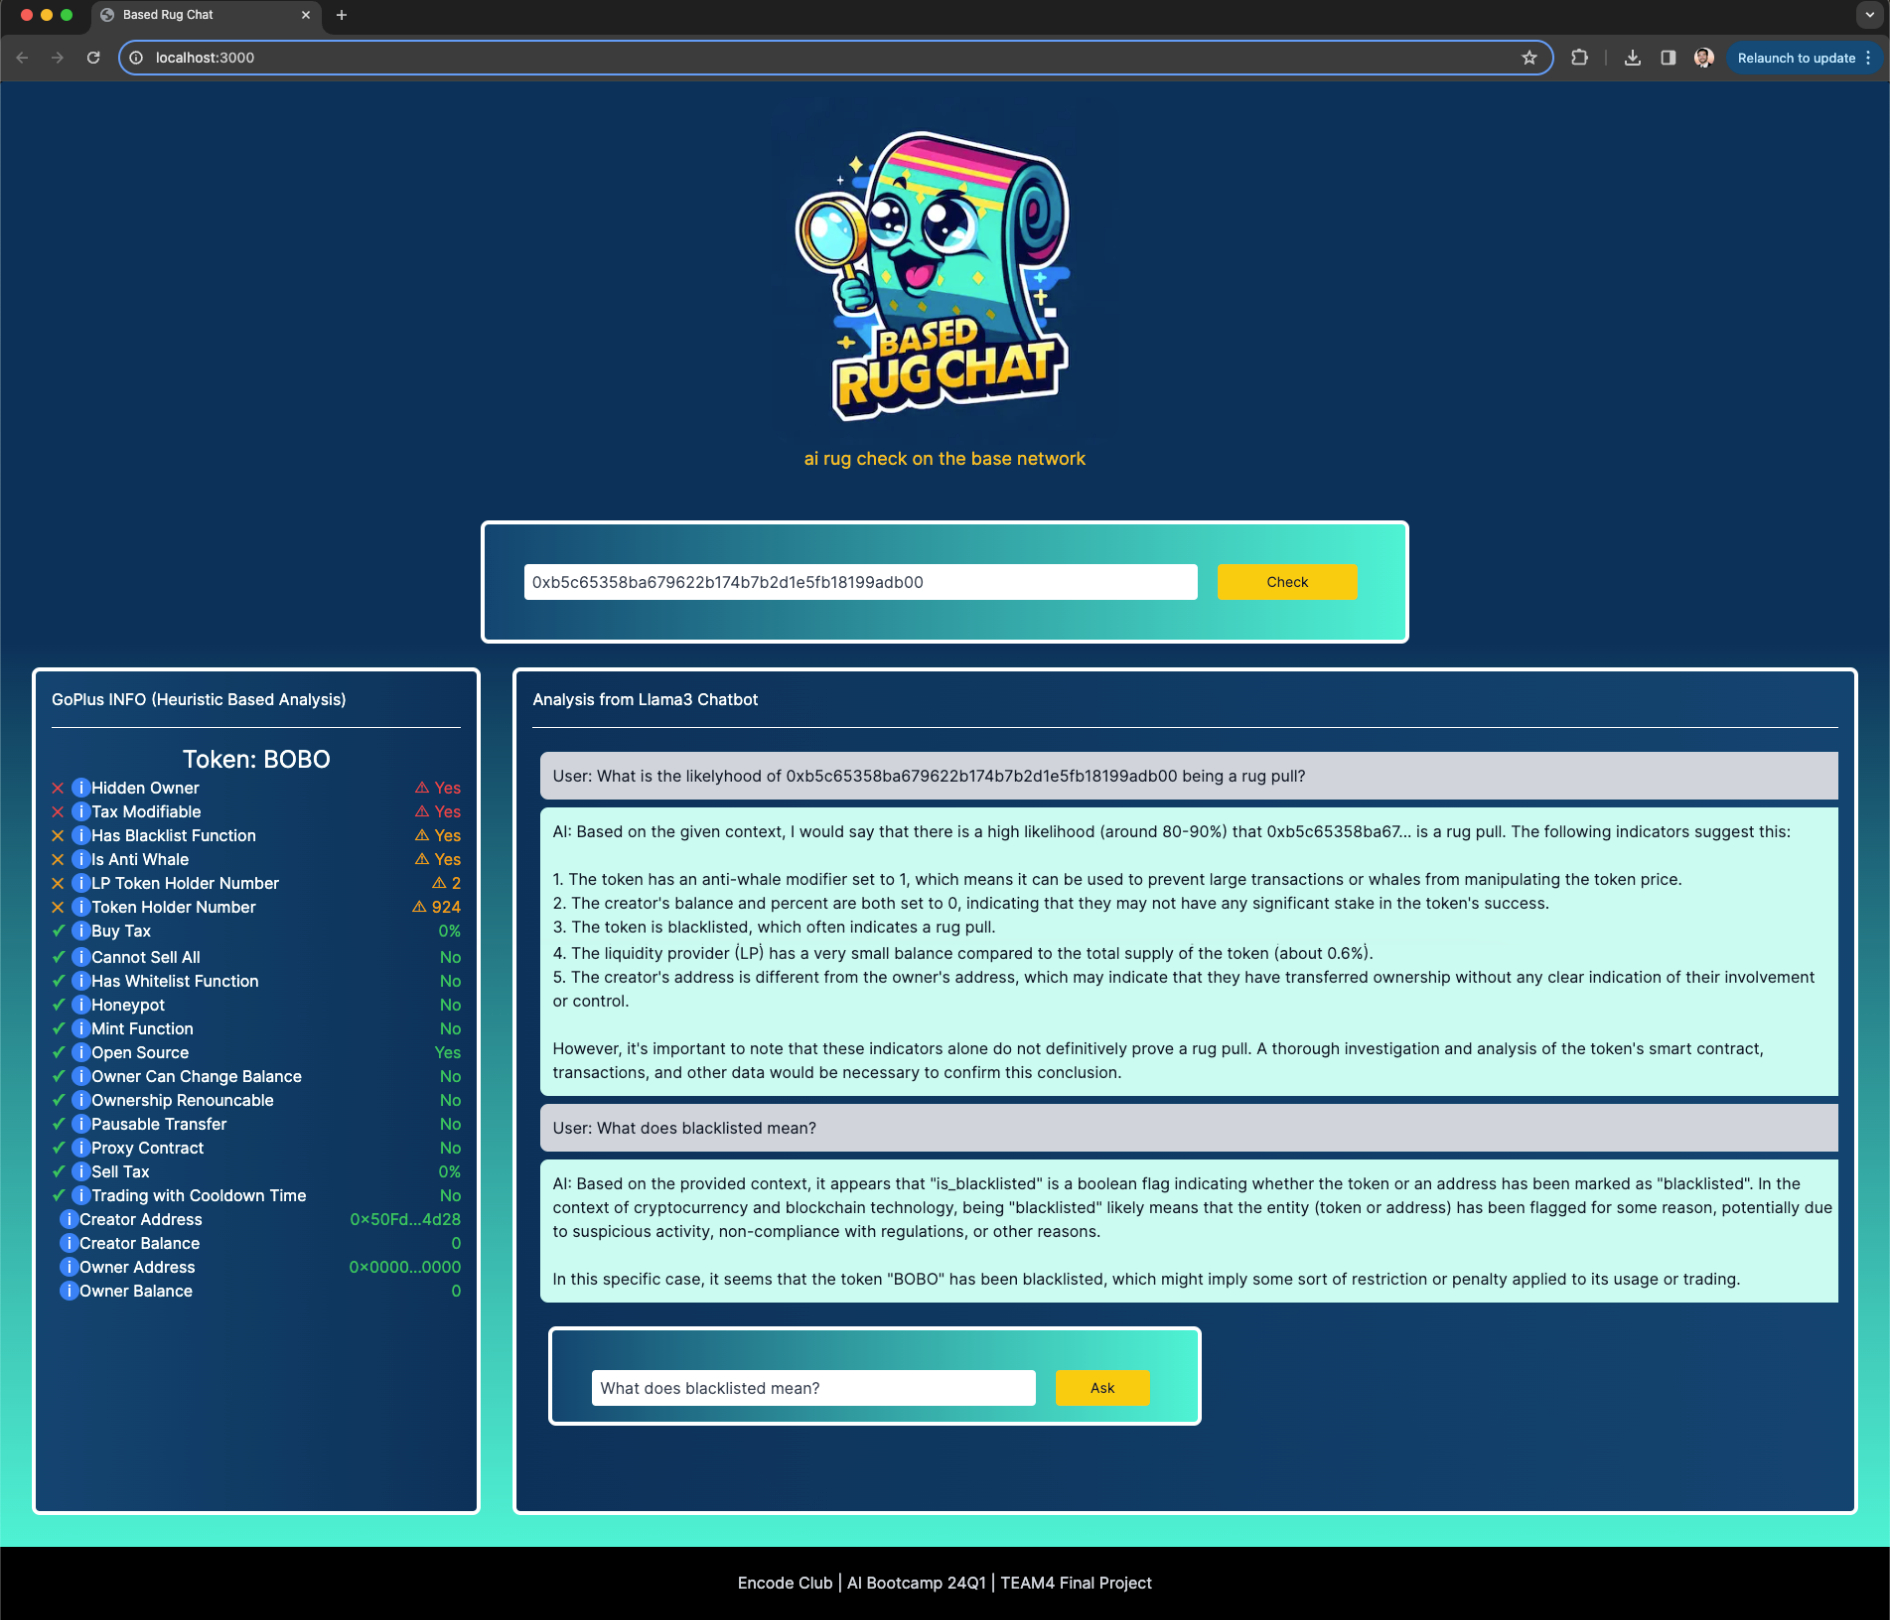 Based Rug Chat
localhost:3000
Relaunch to update
BASED
RUG CHAT
ai rug check on the base network
0xb5c65358ba679622b174b7b2d1e5fb18199adb00
Check
GoPlus INFO (Heuristic Based Analysis)
Token: BOBO
Hidden Owner Yes
Tax Modifiable Yes
Has Blacklist Function Yes
Is Anti Whale Yes
LP Token Holder Number 2
Token Holder Number 924
Buy Tax 0%
Cannot Sell All No
Has Whitelist Function No
Honeypot No
Mint Function No
Open Source Yes
Owner Can Change Balance No
Ownership Renouncable No
Pausable Transfer No
Proxy Contract No
Sell Tax 0%
Trading with Cooldown Time No
Creator Address 0x50Fd...4d28
Creator Balance 0
Owner Address 0x0000...0000
Owner Balance 0
Analysis from Llama3 Chatbot
User: What is the likelyhood of 0xb5c65358ba679622b174b7b2d1e5fb18199adb00 being a rug pull?
AI: Based on the given context, I would say that there is a high likelihood (around 80-90%) that 0xb5c65358ba67... is a rug pull. The following indicators suggest this:
1. The token has an anti-whale modifier set to 1, which means it can be used to prevent large transactions or whales from manipulating the token price.
2. The creator's balance and percent are both set to 0, indicating that they may not have any significant stake in the token's success.
3. The token is blacklisted, which often indicates a rug pull.
4. The liquidity provider (LP) has a very small balance compared to the total supply of the token (about 0.6%).
5. The creator's address is different from the owner's address, which may indicate that they have transferred ownership without any clear indication of their involvement
or control.
However, it's important to note that these indicators alone do not definitively prove a rug pull. A thorough investigation and analysis of the token's smart contract,
transactions, and other data would be necessary to confirm this conclusion.
User: What does blacklisted mean?
AI: Based on the provided context, it appears that "is_blacklisted" is a boolean flag indicating whether the token or an address has been marked as "blacklisted". In the
context of cryptocurrency and blockchain technology, being "blacklisted" likely means that the entity (token or address) has been flagged for some reason, potentially due
to suspicious activity, non-compliance with regulations, or other reasons.
In this specific case, it seems that the token "BOBO" has been blacklisted, which might imply some sort of restriction or penalty applied to its usage or trading.
What does blacklisted mean?
Ask
Encode Club | AI Bootcamp 24Q1 | TEAM4 Final Project